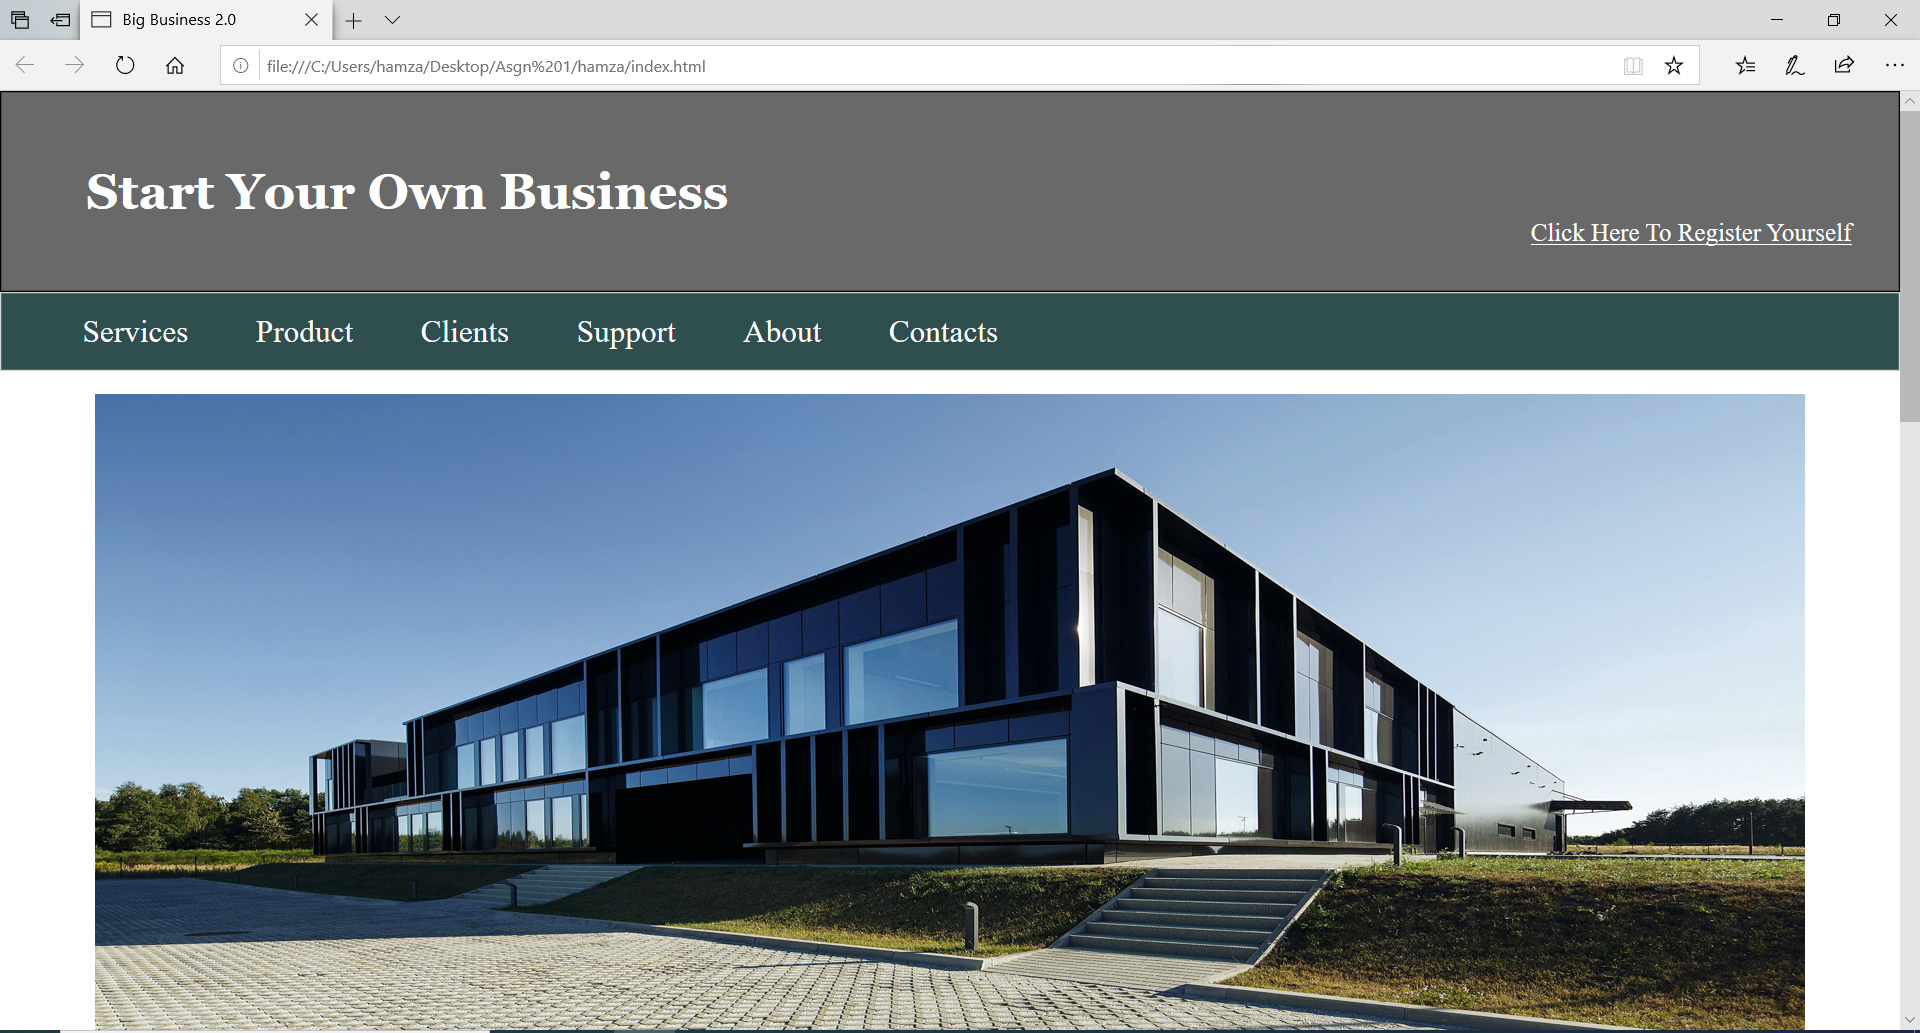 Big Business 2.0
file:///C:/Users/hamza/Desktop/Asgn%201/hamza/index.html
Start Your Own Business
Click Here To Register Yourself
Services Product Clients Support About Contacts